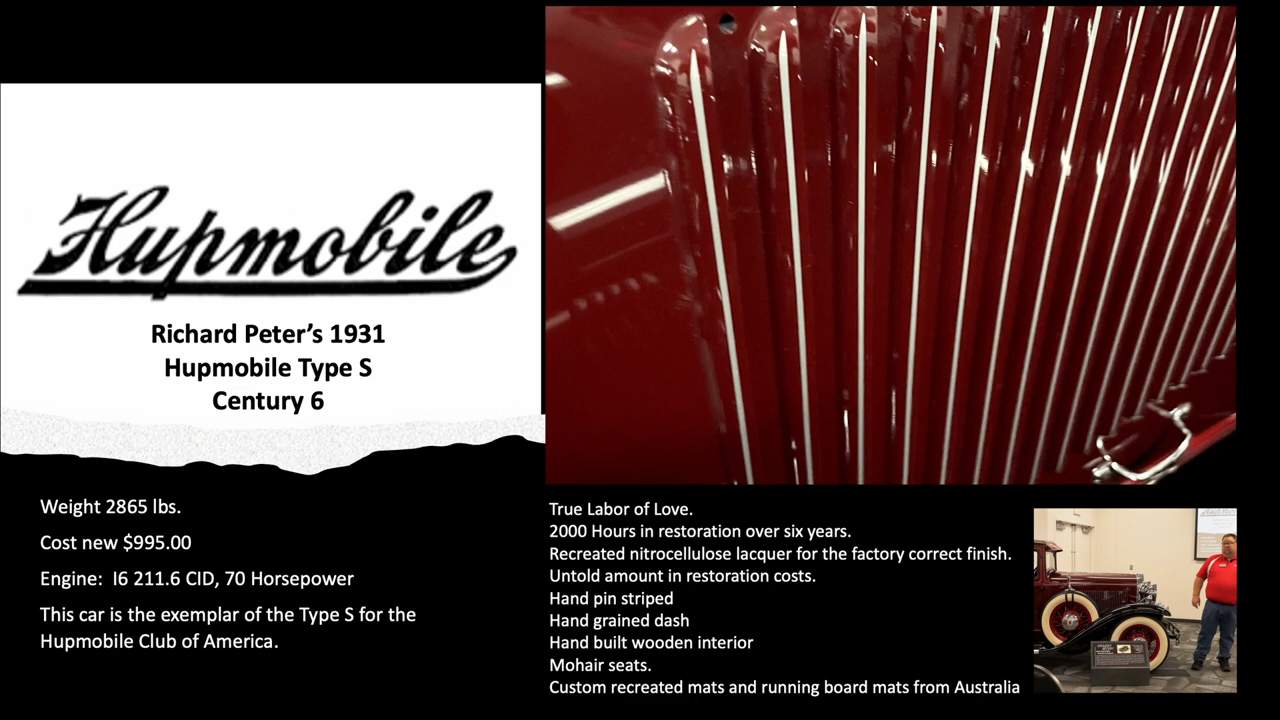 Hupmobile
Richard Peter's 1931
Hupmobile Type S
Century 6
Weight 2865 lbs.
Cost new $995.00
Engine:  I6 211.6 CID, 70 Horsepower
This car is the exemplar of the Type S for the
Hupmobile Club of America.
True Labor of Love.
2000 Hours in restoration over six years.
Recreated nitrocellulose lacquer for the factory correct finish.
Untold amount in restoration costs.
Hand pin striped
Hand grained dash
Hand built wooden interior
Mohair seats.
Custom recreated mats and running board mats from Australia